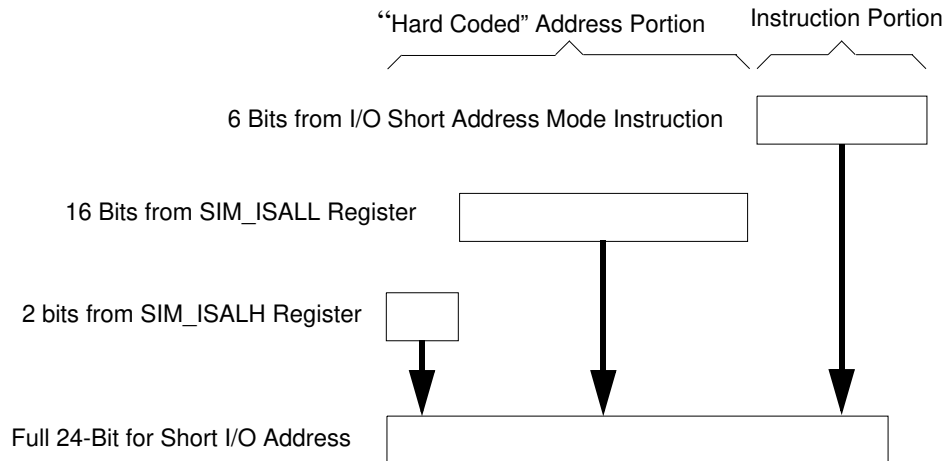 “Hard Coded” Address Portion
Instruction Portion
6 Bits from I/O Short Address Mode Instruction
16 Bits from SIM_ISALL Register
2 bits from SIM_ISALH Register
Full 24-Bit for Short I/O Address